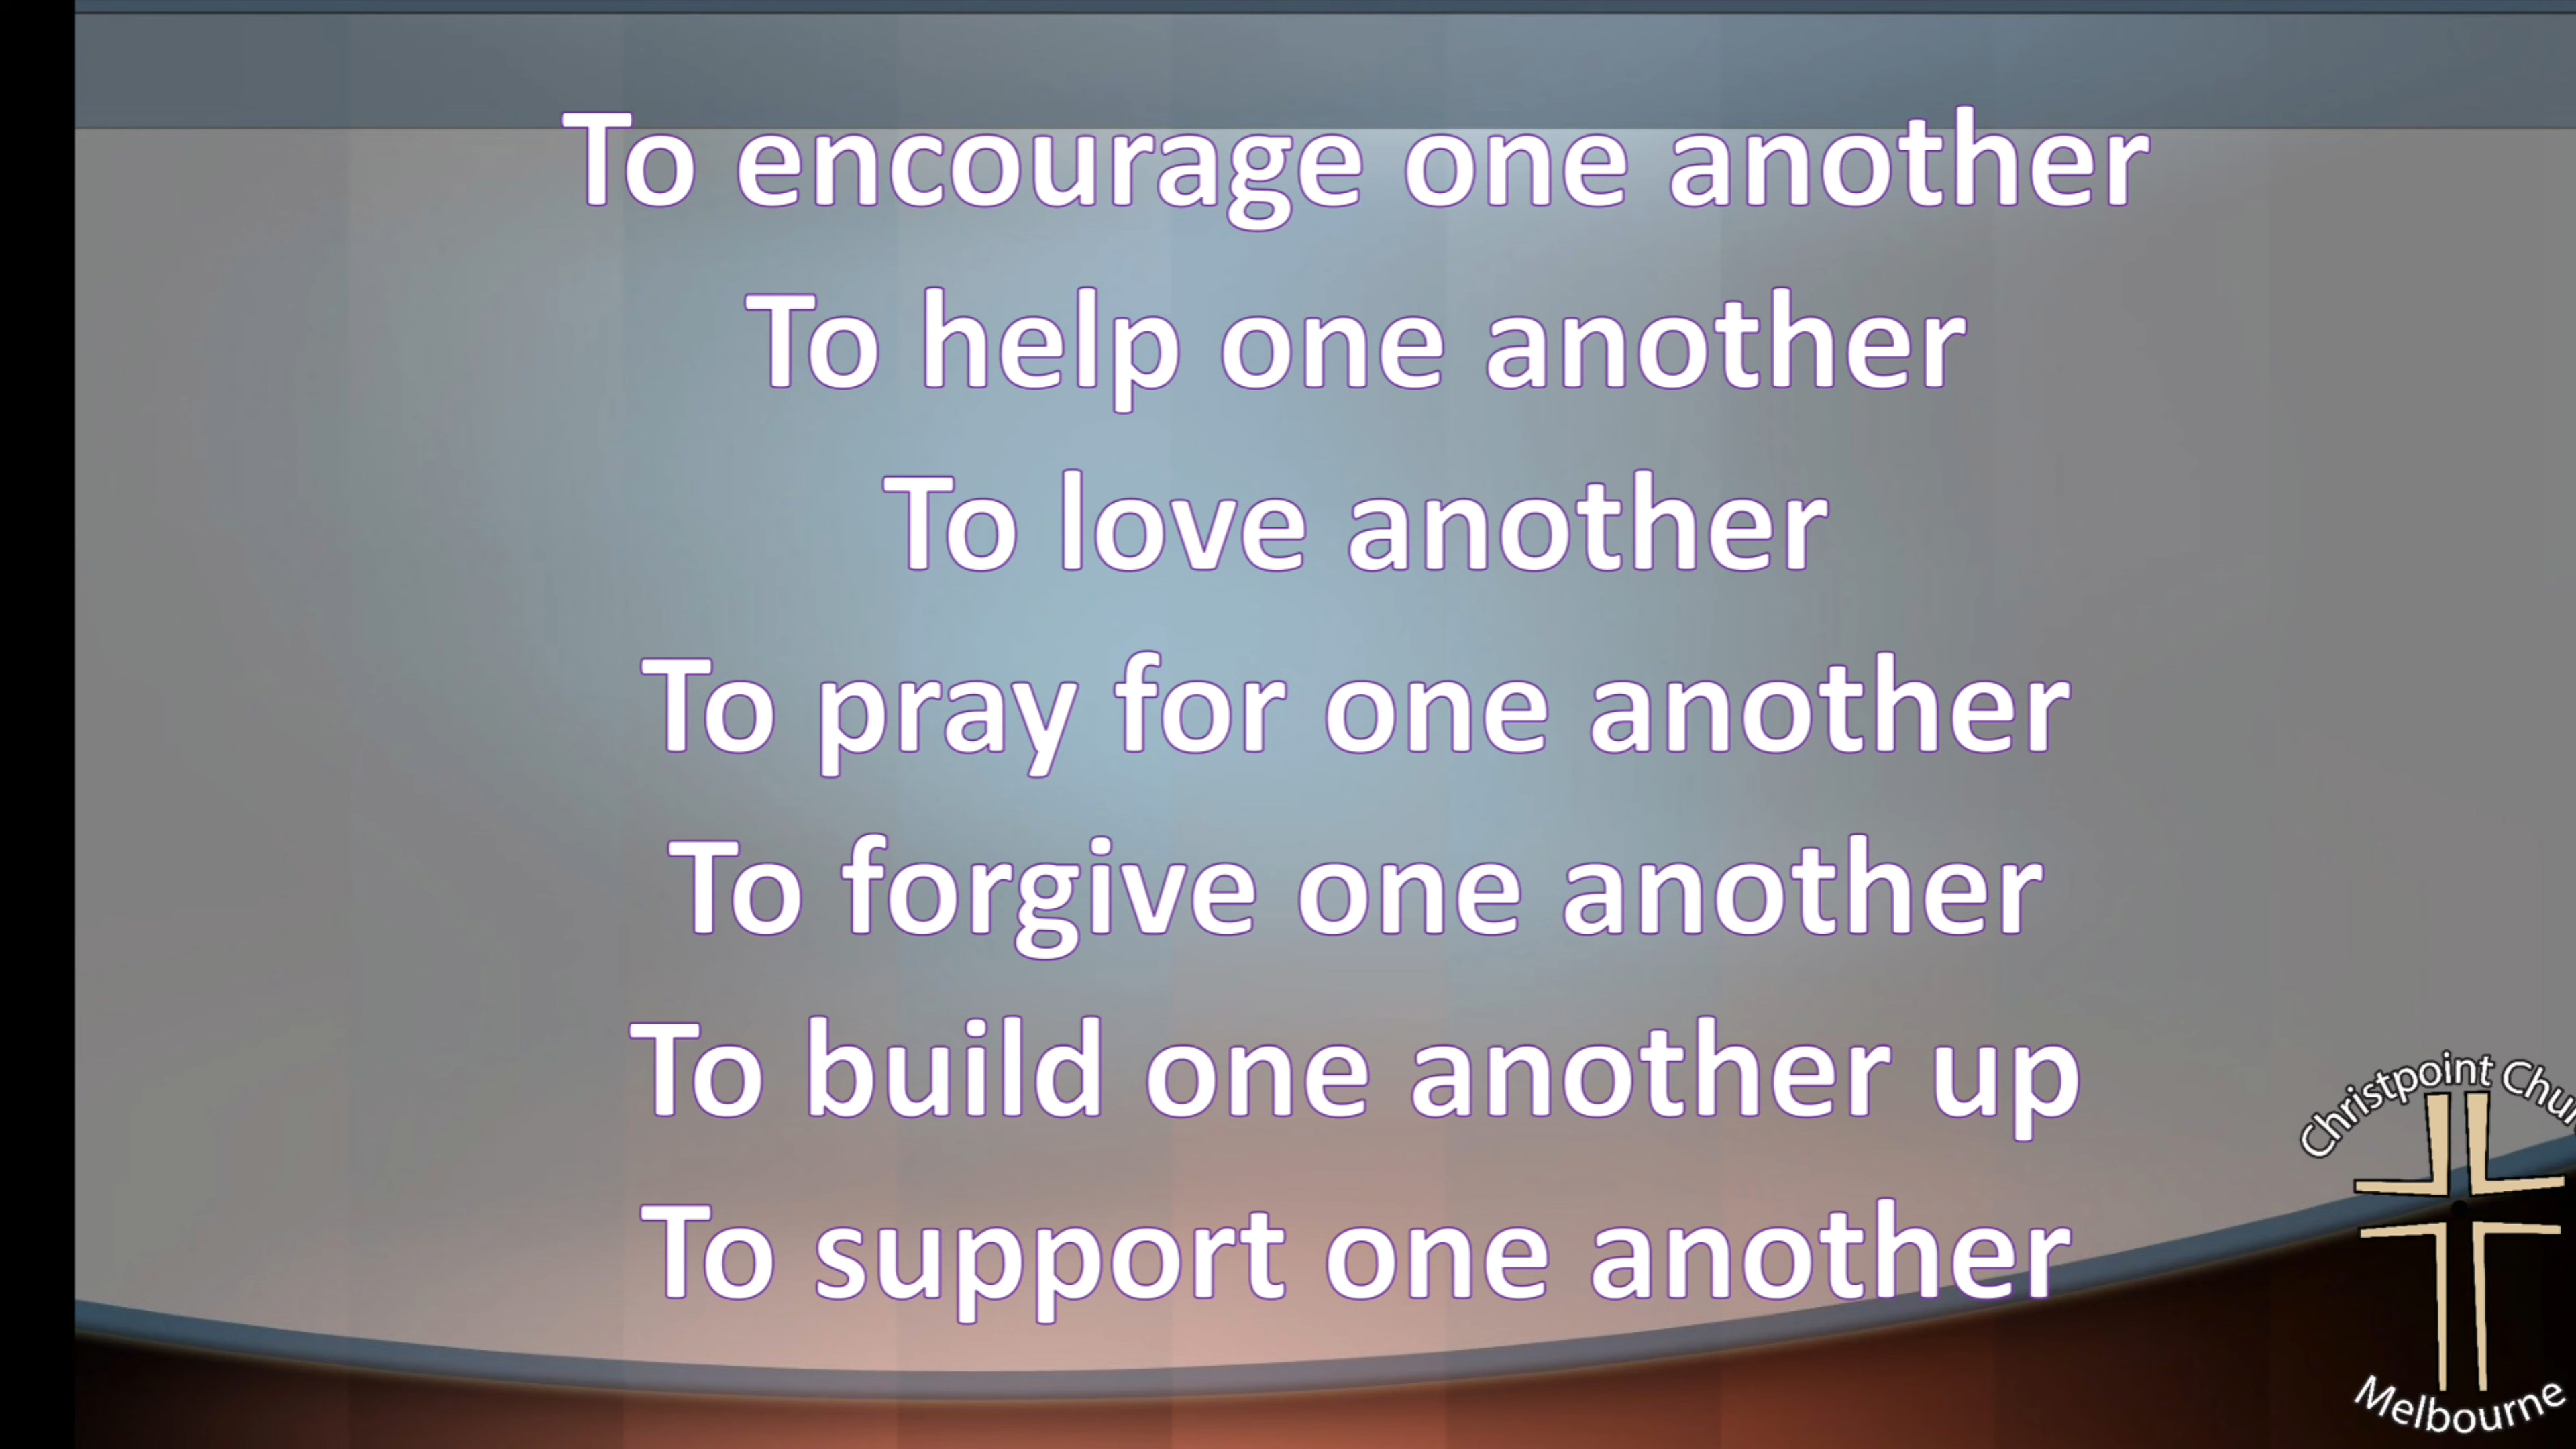 To encourage one another
To help one another
To love another
To pray for one another
To forgive one another
To build one another up
To support one another
Christpoint
Melbourne